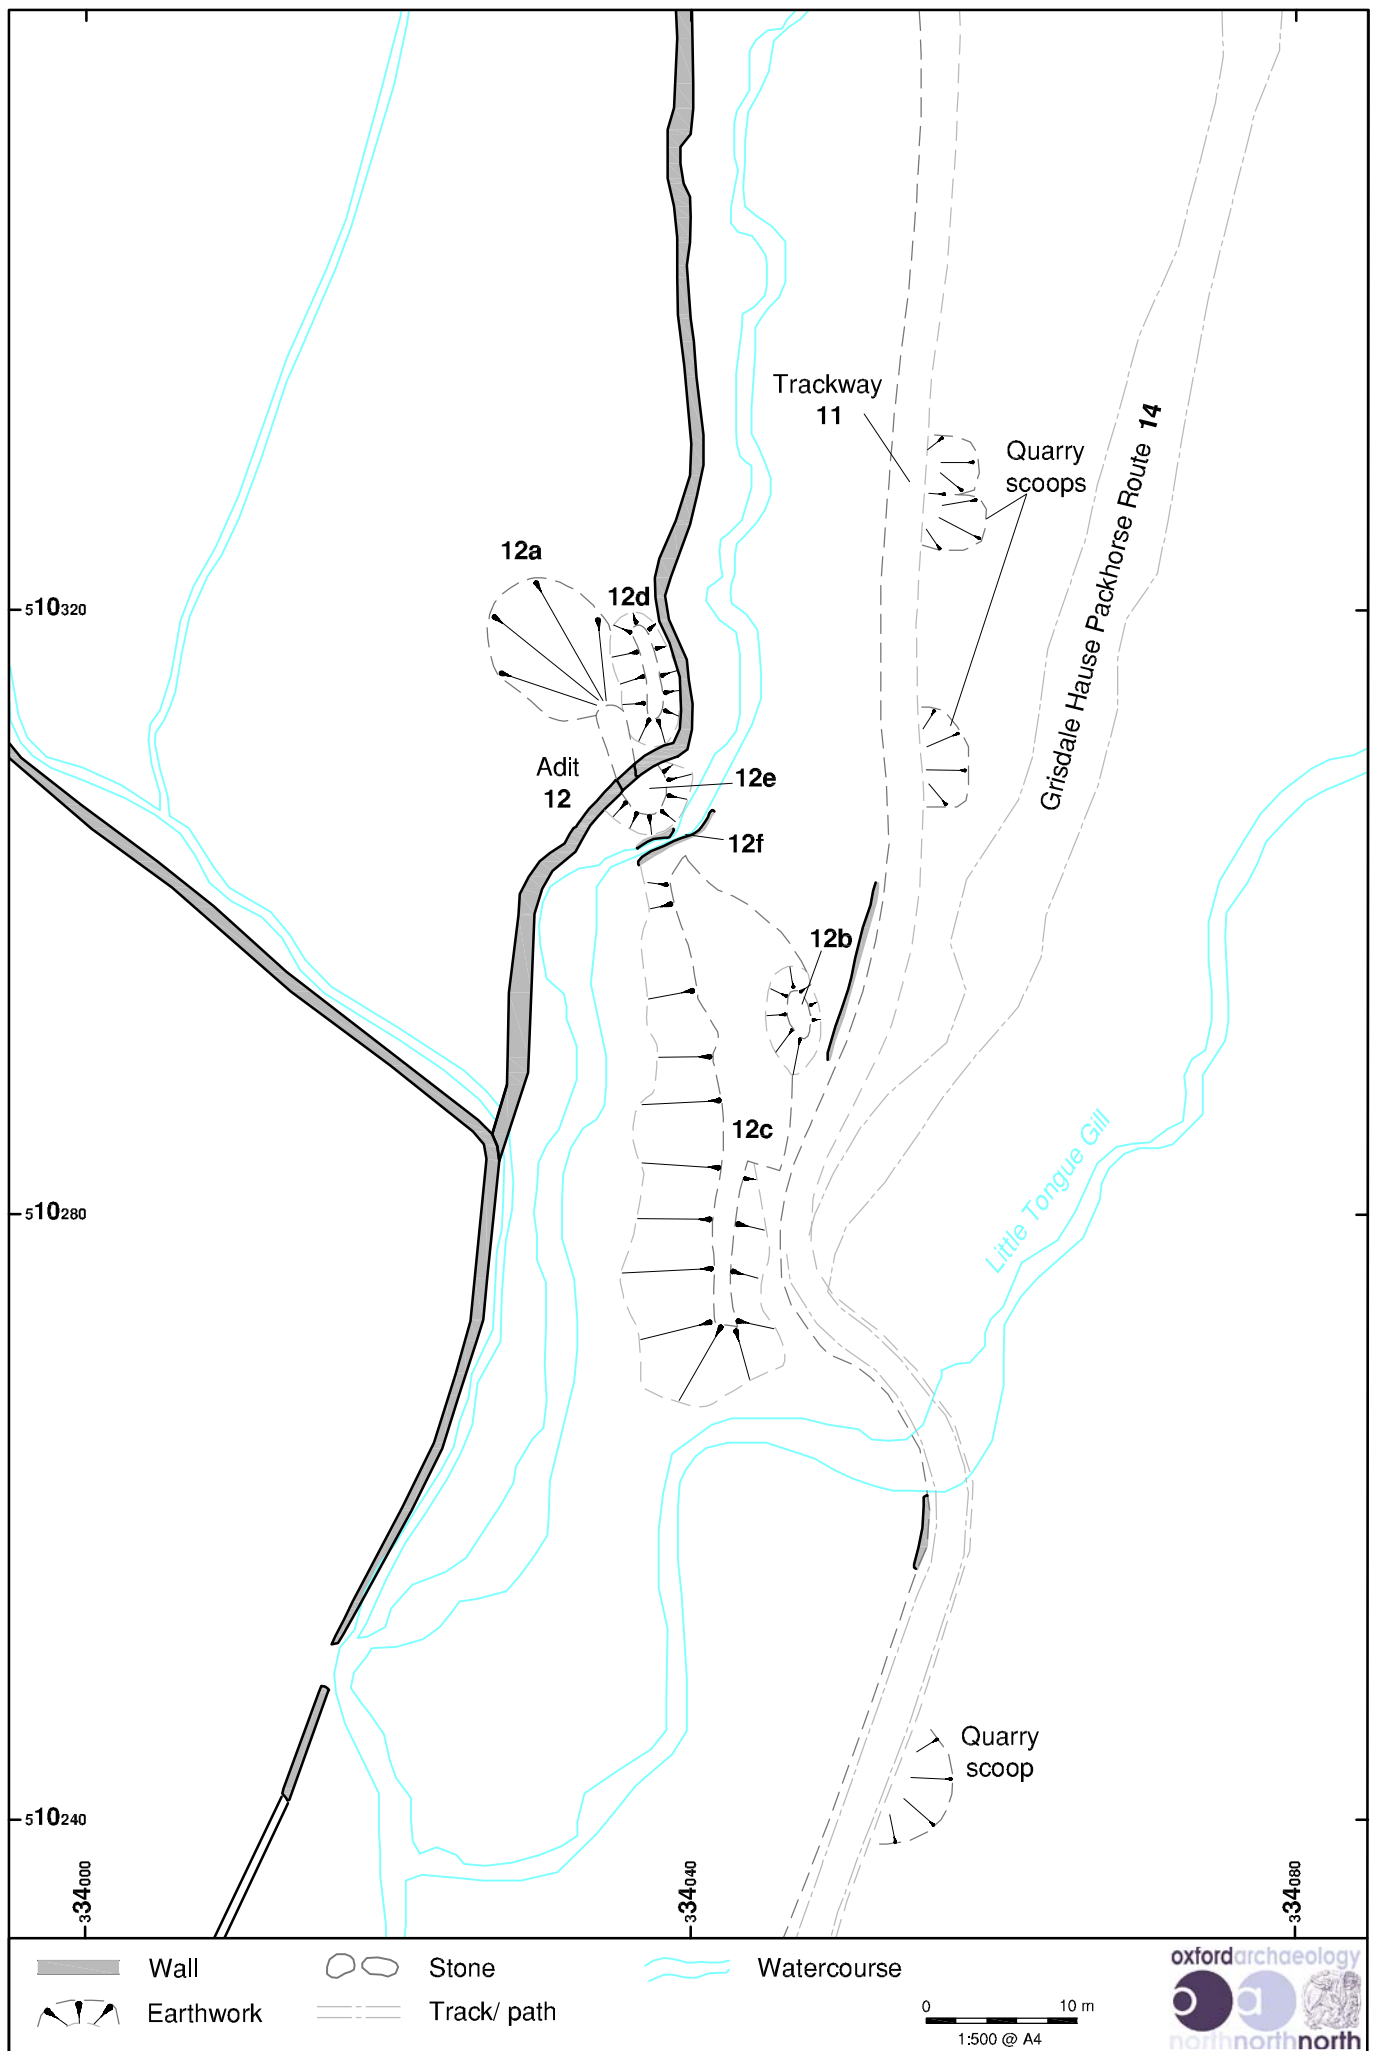 Trackway
11
Quarry
scoops
Grisdale Hause Packhorse Route 14
12a
12d
510320
Adit
12
12e
12f
12b
12c
Little Tongue Gill
510280
Quarry
scoop
510240
334000
334040
334080
Wall
Stone
Watercourse
Earthwork
Track/ path
0 10 m
1:500 @ A4
oxfordarchaeology
oa
northnorthnorth